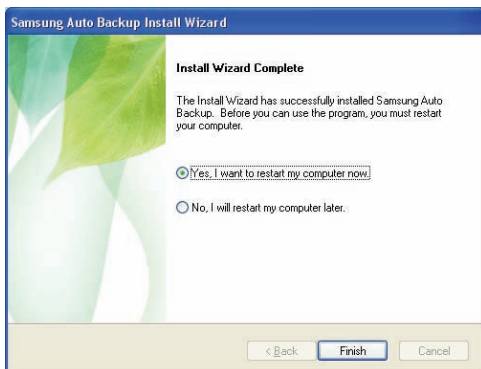 Samsung Auto Backup Install Wizard
Install Wizard Complete
The Install Wizard has successfully installed Samsung Auto
Backup. Before you can use the program, you must restart
your computer.
Yes, I want to restart my computer now.
No, I will restart my computer later.
< Back Finish Cancel